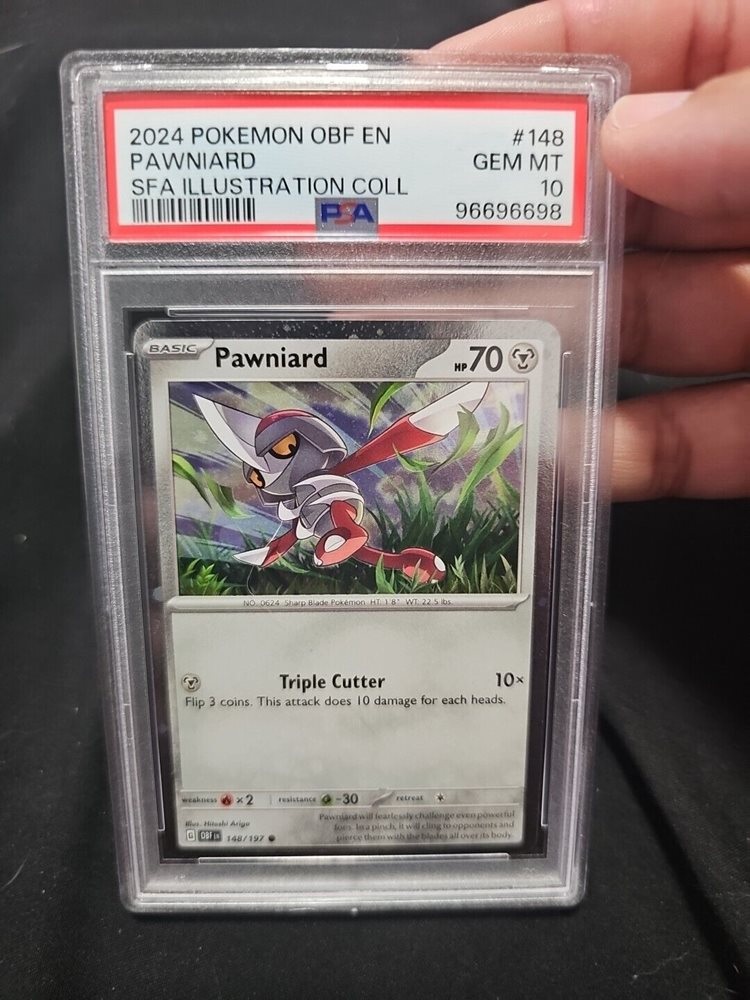 2024 POKEMON OBF EN #148
PAWNIARD GEM MT
SFA ILLUSTRATION COLL 10
PSA 96696698
BASIC Pawniard HP 70
NO. 0624 Sharp Blade Pokémon HT: 1'8" WT: 22.5 lbs.
Triple Cutter 10×
Flip 3 coins. This attack does 10 damage for each heads.
weakness ×2 resistance -30 retreat
Illus. Hitoshi Ariga
Pawniard will fearlessly challenge even powerful
foes. In a pinch, it will cling to opponents and
pierce them with the blades all over its body.
G OBF EN 148/197